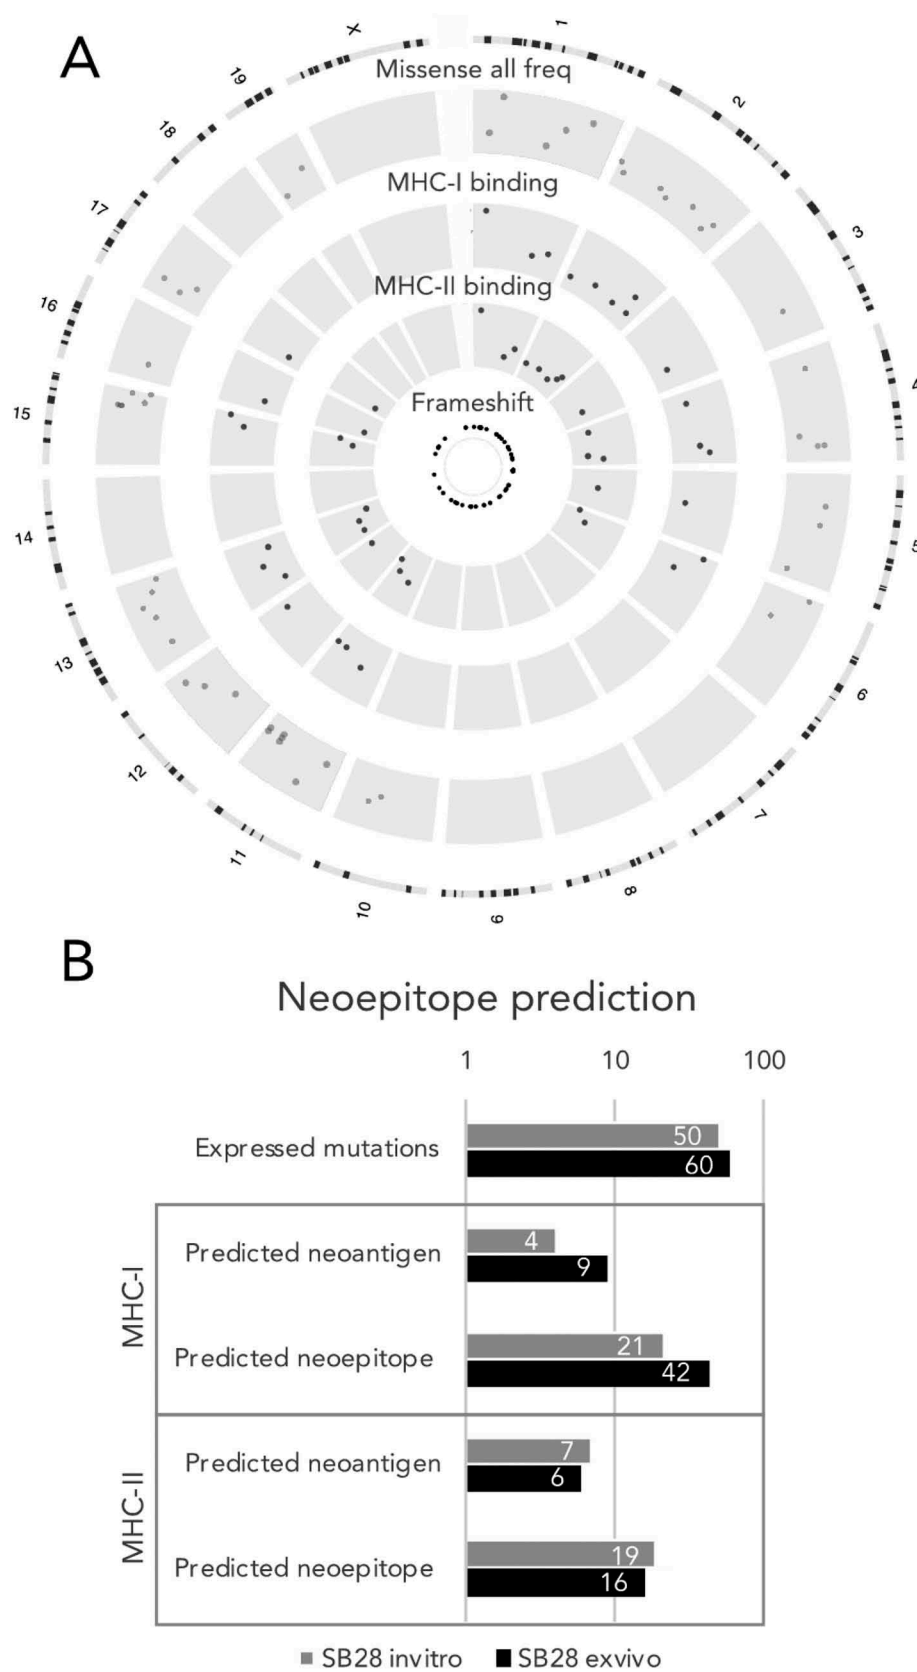 A
Missense all freq
MHC-I binding
MHC-II binding
Frameshift
1
2
3
4
5
6
7
8
9
10
11
12
13
14
15
16
17
18
19
X
B
Neoepitope prediction
1 10 100
Expressed mutations 50
60
MHC-I
Predicted neoantigen 4
9
Predicted neoepitope 21
42
MHC-II
Predicted neoantigen 7
6
Predicted neoepitope 19
16
SB28 invitro SB28 exvivo